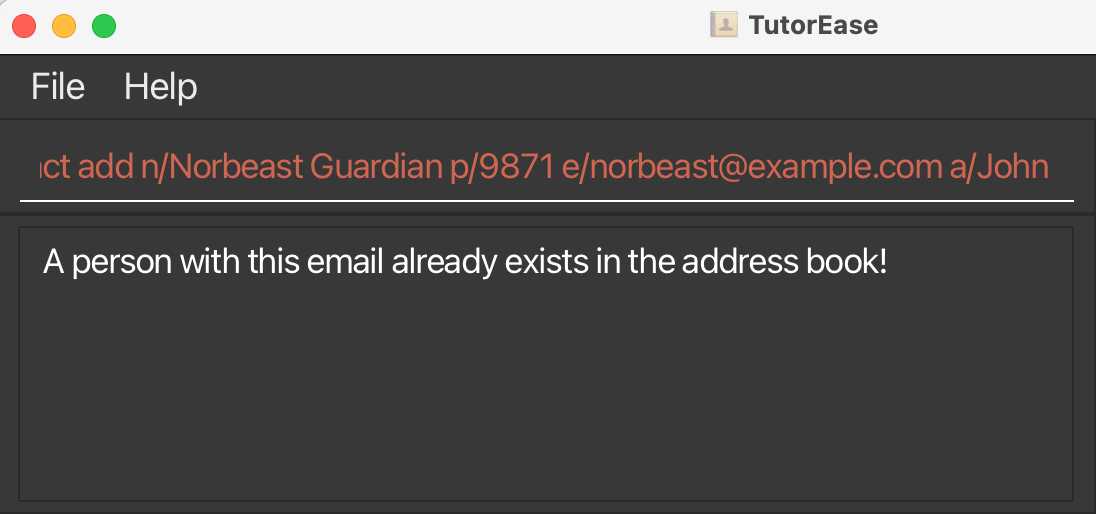 TutorEase
File Help
ct add n/Norbeast Guardian p/9871 e/norbeast@example.com a/John
A person with this email already exists in the address book!